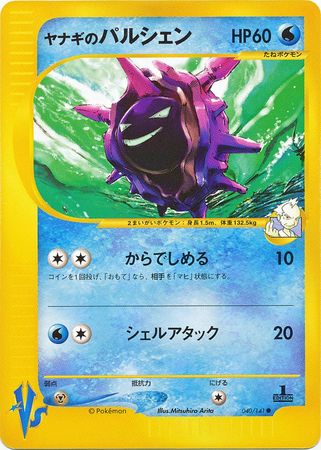 ヤナギのパルシェン HP60
たねポケモン
2まいがいポケモン:身長1.5m、体重132.5kg
からでしめる 10
コインを1回投げ、「おもて」なら、相手を「マヒ」状態にする。
シェルアタック 20
弱点 抵抗力 にげる
©Pokémon Illus.Mitsuhiro Arita 040/141
1
EDITION
VS